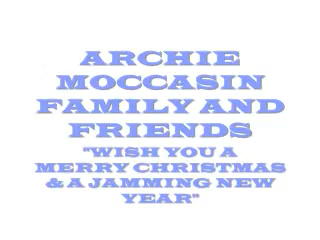 ARCHIE
MOCCASIN
FAMILY AND
FRIENDS
"WISH YOU A
MERRY CHRISTMAS
& A JAMMING NEW
YEAR"